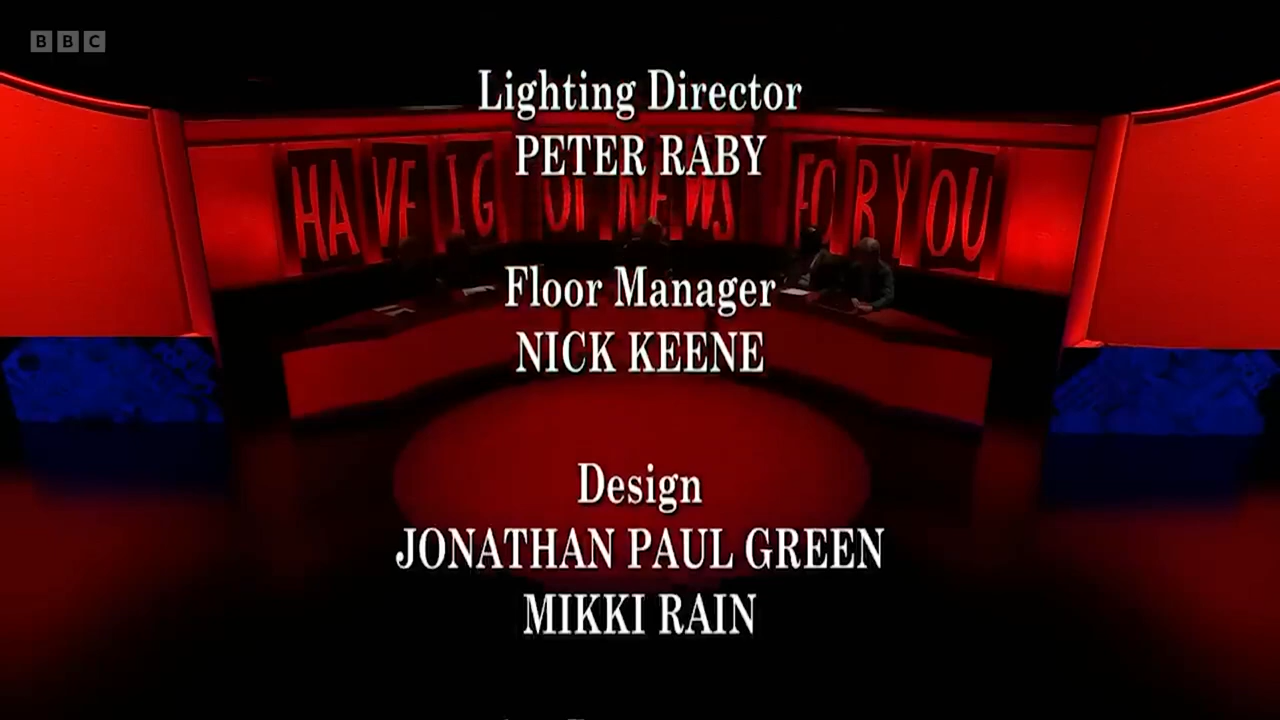 BBC
Lighting Director
PETER RABY
HAVE I GOT NEWS FOR YOU
Floor Manager
NICK KEENE
Design
JONATHAN PAUL GREEN
MIKKI RAIN